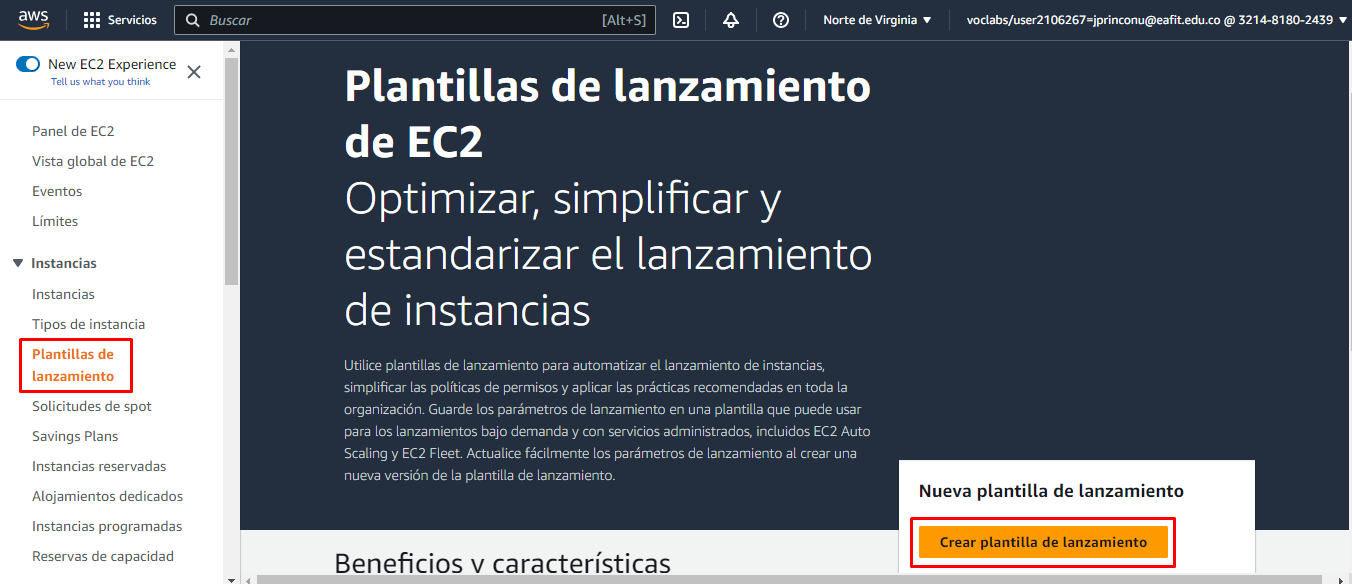 aws
Servicios
Buscar
[Alt+S]
Norte de Virginia
voclabs/user2106267=jprinconu@eafit.edu.co @ 3214-8180-2439
New EC2 Experience
Tell us what you think
Panel de EC2
Vista global de EC2
Eventos
Límites
Instancias
Instancias
Tipos de instancia
Plantillas de
lanzamiento
Solicitudes de spot
Savings Plans
Instancias reservadas
Alojamientos dedicados
Instancias programadas
Reservas de capacidad
Plantillas de lanzamiento
de EC2
Optimizar, simplificar y
estandarizar el lanzamiento
de instancias
Utilice plantillas de lanzamiento para automatizar el lanzamiento de instancias,
simplificar las políticas de permisos y aplicar las prácticas recomendadas en toda la
organización. Guarde los parámetros de lanzamiento en una plantilla que puede usar
para los lanzamientos bajo demanda y con servicios administrados, incluidos EC2 Auto
Scaling y EC2 Fleet. Actualice fácilmente los parámetros de lanzamiento al crear una
nueva versión de la plantilla de lanzamiento.
Nueva plantilla de lanzamiento
Crear plantilla de lanzamiento
Beneficios y características